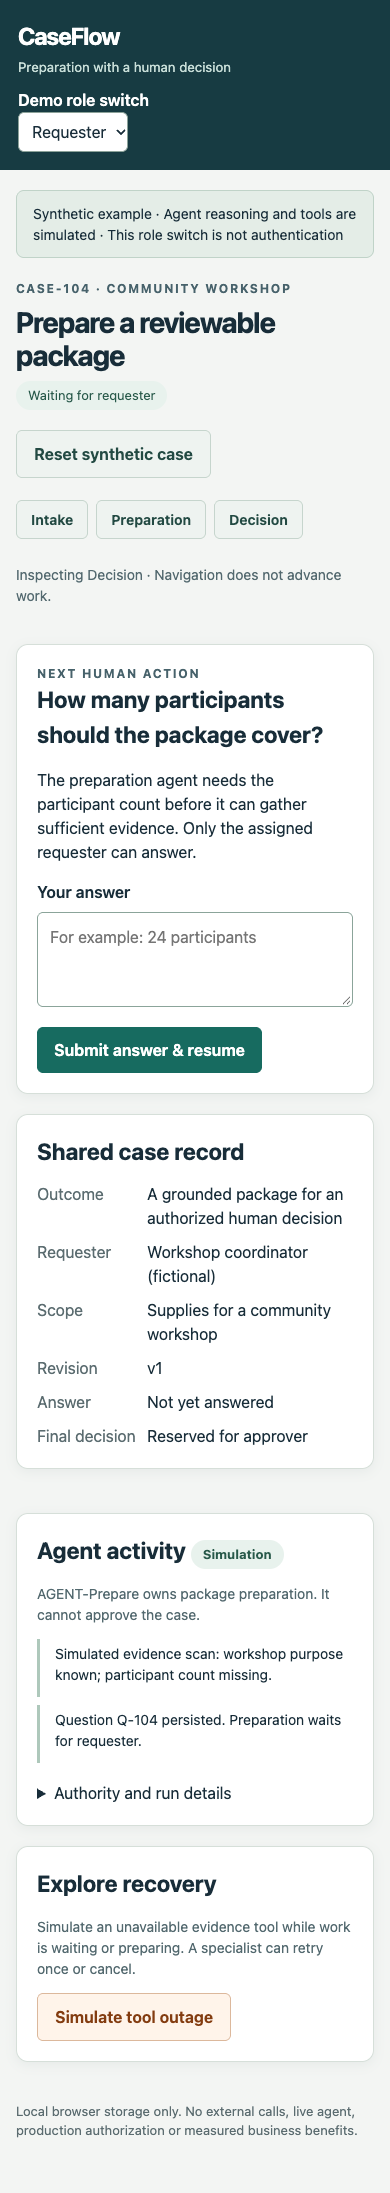 CaseFlow
Preparation with a human decision
Demo role switch
Requester
Synthetic example · Agent reasoning and tools are
simulated · This role switch is not authentication
CASE-104 · COMMUNITY WORKSHOP
Prepare a reviewable
package
Waiting for requester
Reset synthetic case
Intake Preparation Decision
Inspecting Decision · Navigation does not advance
work.
NEXT HUMAN ACTION
How many participants
should the package cover?
The preparation agent needs the
participant count before it can gather
sufficient evidence. Only the assigned
requester can answer.
Your answer
For example: 24 participants
Submit answer & resume
Shared case record
Outcome A grounded package for an
authorized human decision
Requester Workshop coordinator
(fictional)
Scope Supplies for a community
workshop
Revision v1
Answer Not yet answered
Final decision Reserved for approver
Agent activity Simulation
AGENT-Prepare owns package preparation. It
cannot approve the case.
Simulated evidence scan: workshop purpose
known; participant count missing.
Question Q-104 persisted. Preparation waits
for requester.
Authority and run details
Explore recovery
Simulate an unavailable evidence tool while work
is waiting or preparing. A specialist can retry
once or cancel.
Simulate tool outage
Local browser storage only. No external calls, live agent,
production authorization or measured business benefits.